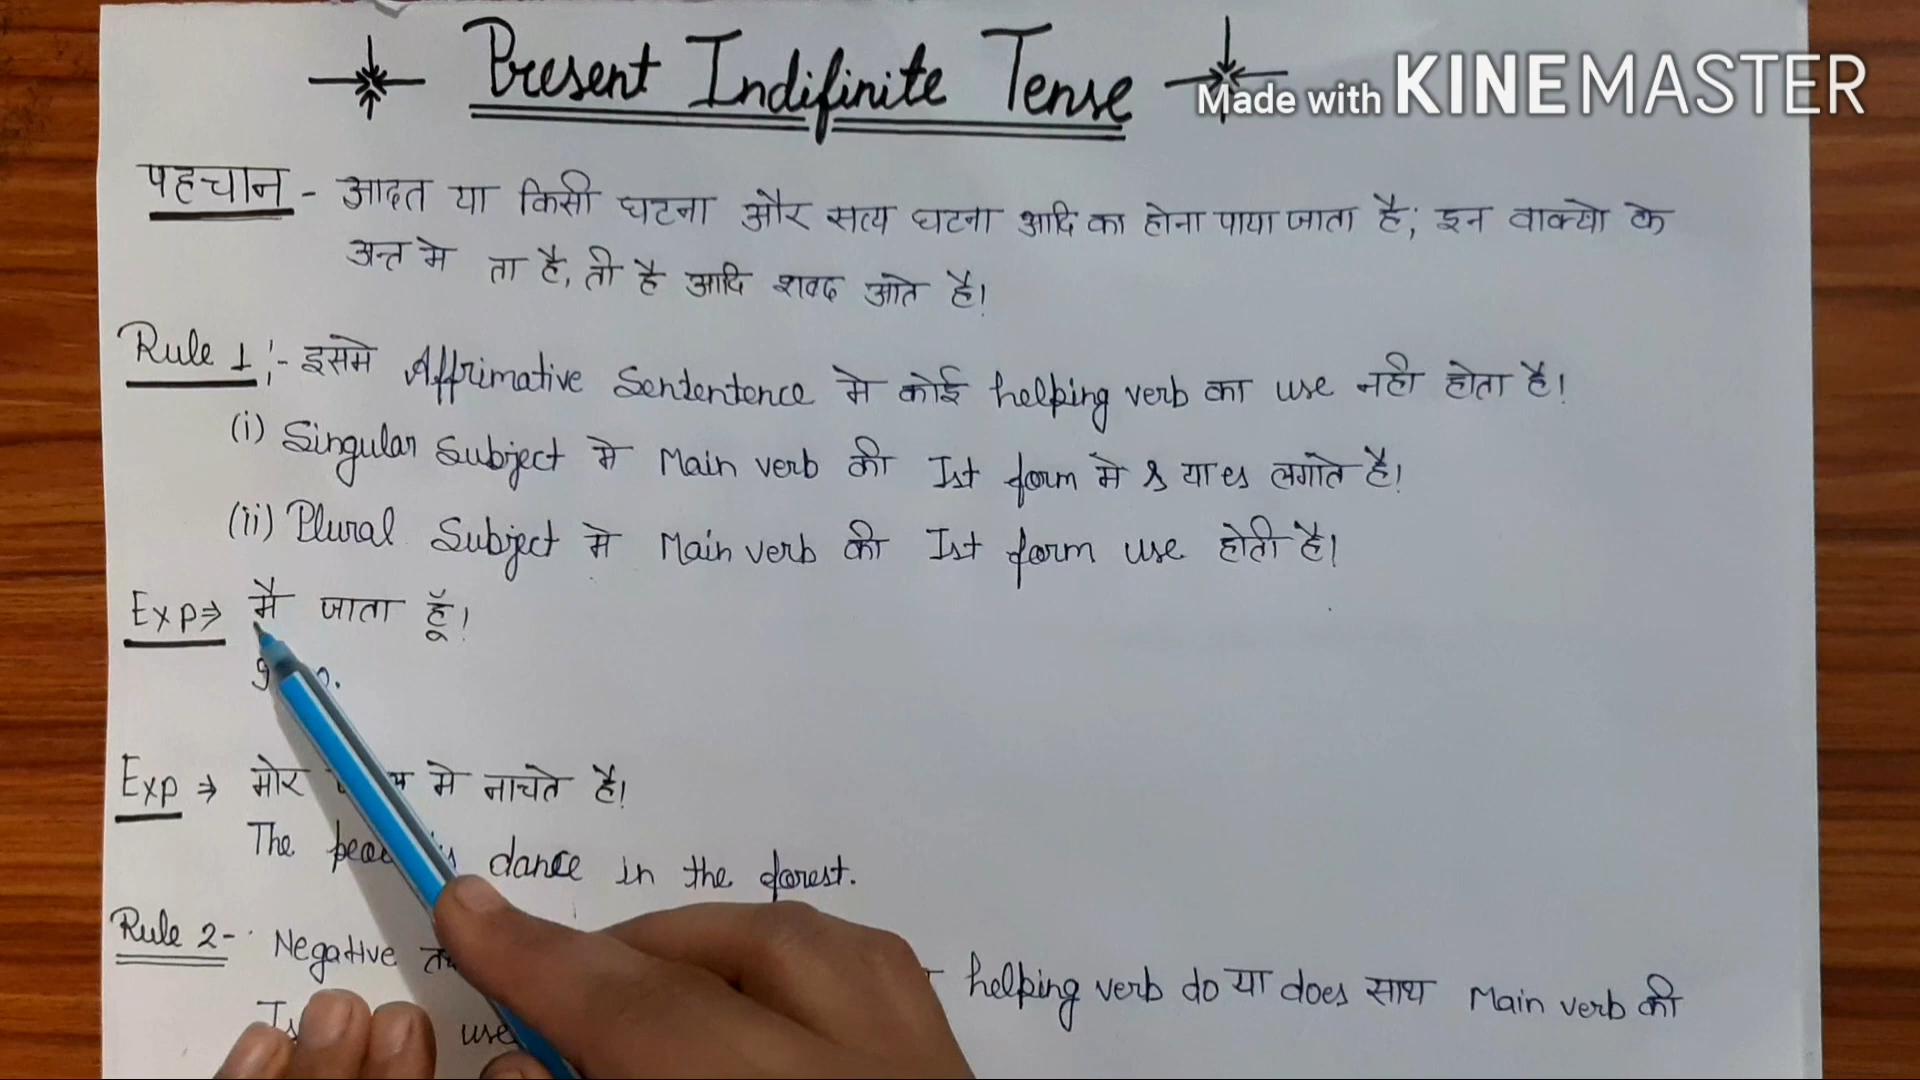 Present Indifinite Tense
Made with KINEMASTER
पहचान - आदत या किसी घटना और सत्य घटना आदि का होना पाया जाता है; इन वाक्यो के
अन्त मे ता है, ती है आदि शब्द आते है।
Rule 1 :- इसमे Affrimative Sententence मे कोई helping verb का use नही होता है।
(i) Singular Subject मे Main verb की Ist form मे s या es लगाते है।
(ii) Plural Subject मे Main verb की Ist form use होती है।
Exp ⇒ मै जाता हूँ।
Exp ⇒ मोर मे नाचते है।
The dance in the forest.
Rule 2 - Negative helping verb do या does साथ Main verb की
use